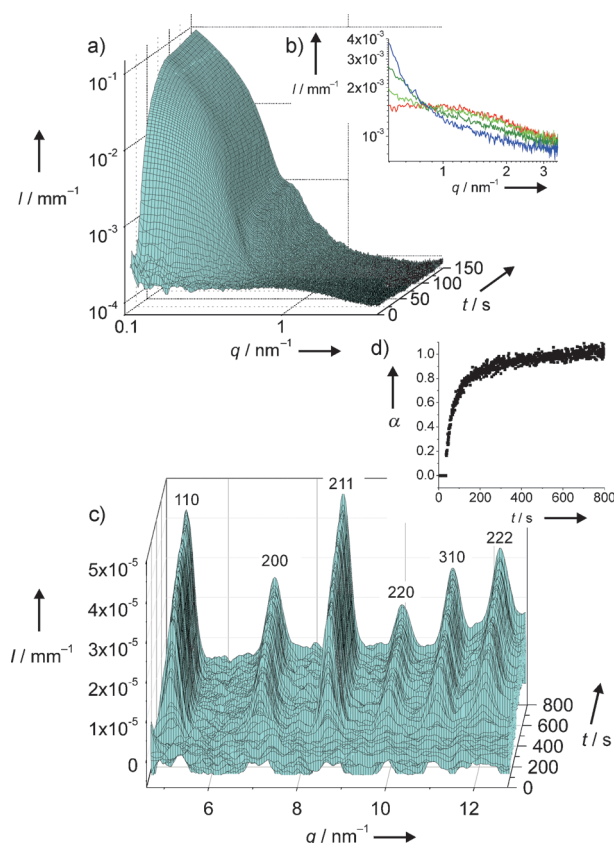 a)
10⁻¹
10⁻²
10⁻³
10⁻⁴
I / mm⁻¹
0.1
1
q / nm⁻¹
0
50
100
150
t / s
b)
4x10⁻³
3x10⁻³
2x10⁻³
10⁻³
I / mm⁻¹
1
2
3
q / nm⁻¹
d)
1.0
0.8
0.6
0.4
0.2
0.0
α
0 200 400 600 800
t / s
c)
110
200
211
220
310
222
5x10⁻⁵
4x10⁻⁵
3x10⁻⁵
2x10⁻⁵
1x10⁻⁵
0
I / mm⁻¹
800
600
400
200
0
t / s
6 8 10 12
q / nm⁻¹